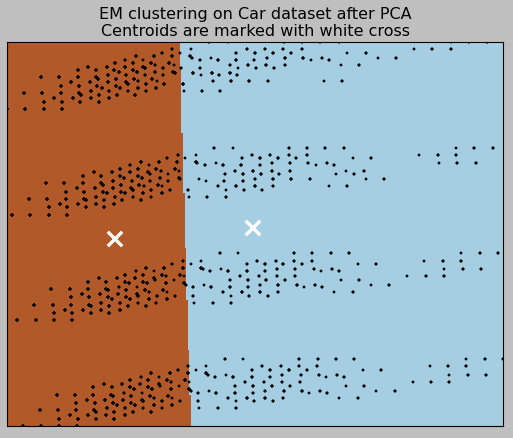 EM clustering on Car dataset after PCA
Centroids are marked with white cross